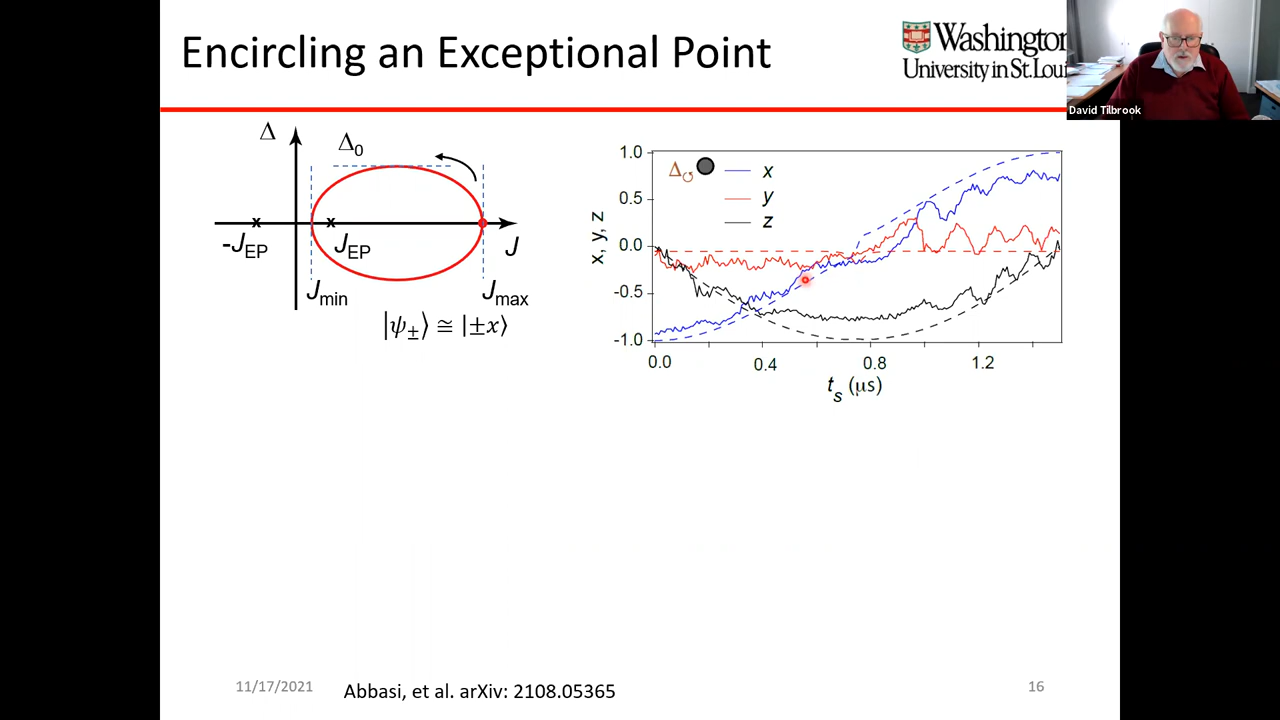 Encircling an Exceptional Point
Washington
University in St.Loui
David Tilbrook
Δ
Δ0
-JEP
JEP
J
Jmin
Jmax
|ψ±⟩ ≅ |±x⟩
Δ↺
x
y
z
1.0
0.5
0.0
-0.5
-1.0
x, y, z
0.0
0.4
0.8
1.2
ts (μs)
11/17/2021
Abbasi, et al. arXiv: 2108.05365
16